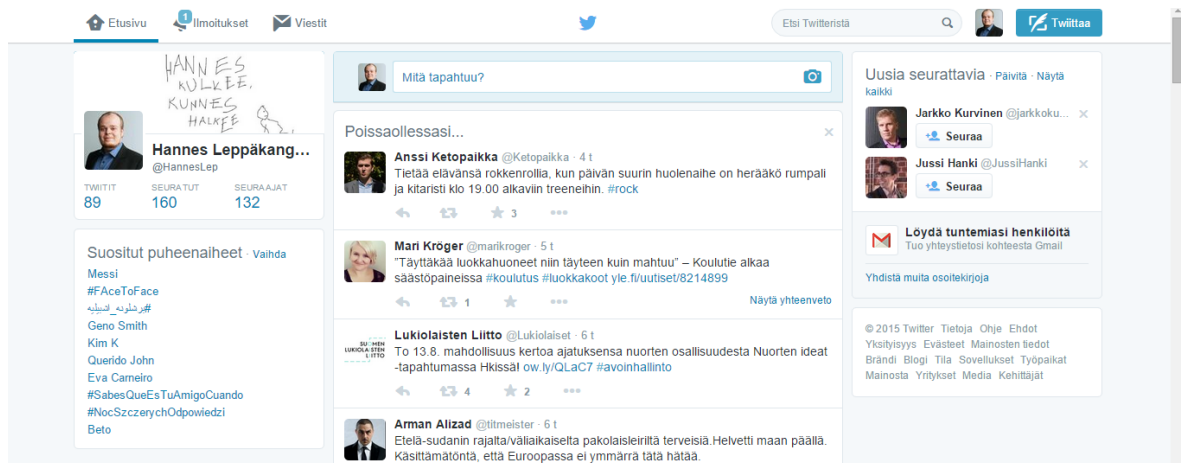 Etusivu
1
Ilmoitukset
Viestit
Etsi Twitteristä
Twiittaa
HANNES
KULKEE,
KUNNES
HALKEE
Hannes Leppäkang...
@HannesLep
TWIITIT SEURATUT SEURAAJAT
89 160 132
Suositut puheenaiheet · Vaihda
Messi
#FAceToFace
#برشلونه_اشبيليه
Geno Smith
Kim K
Querido John
Eva Carneiro
#SabesQueEsTuAmigoCuando
#NocSzczerychOdpowiedzi
Beto
Mitä tapahtuu?
Poissaollessasi...
Anssi Ketopaikka @Ketopaikka · 4 t
Tietää elävänsä rokkenrollia, kun päivän suurin huolenaihe on herääkö rumpali
ja kitaristi klo 19.00 alkaviin treeneihin. #rock
3
Mari Kröger @marikroger · 5 t
"Täyttäkää luokkahuoneet niin täyteen kuin mahtuu" – Koulutie alkaa
säästöpaineissa #koulutus #luokkakoot yle.fi/uutiset/8214899
1
Näytä yhteenveto
SUOMEN
LUKIOLAISTEN
LIITTO
Lukiolaisten Liitto @Lukiolaiset · 6 t
To 13.8. mahdollisuus kertoa ajatuksensa nuorten osallisuudesta Nuorten ideat
-tapahtumassa Hkissä! ow.ly/QLaC7 #avoinhallinto
4 2
Arman Alizad @titmeister · 6 t
Etelä-sudanin rajalta/väliaikaiselta pakolaisleiriltä terveisiä.Helvetti maan päällä.
Käsittämätöntä, että Euroopassa ei ymmärrä tätä hätää.
Uusia seurattavia · Päivitä · Näytä
kaikki
Jarkko Kurvinen @jarkkoku...
Seuraa
Jussi Hanki @JussiHanki
Seuraa
Löydä tuntemiasi henkilöitä
Tuo yhteystietosi kohteesta Gmail
Yhdistä muita osoitekirjoja
© 2015 Twitter Tietoja Ohje Ehdot
Yksityisyys Evästeet Mainosten tiedot
Brändi Blogi Tila Sovellukset Työpaikat
Mainosta Yritykset Media Kehittäjät